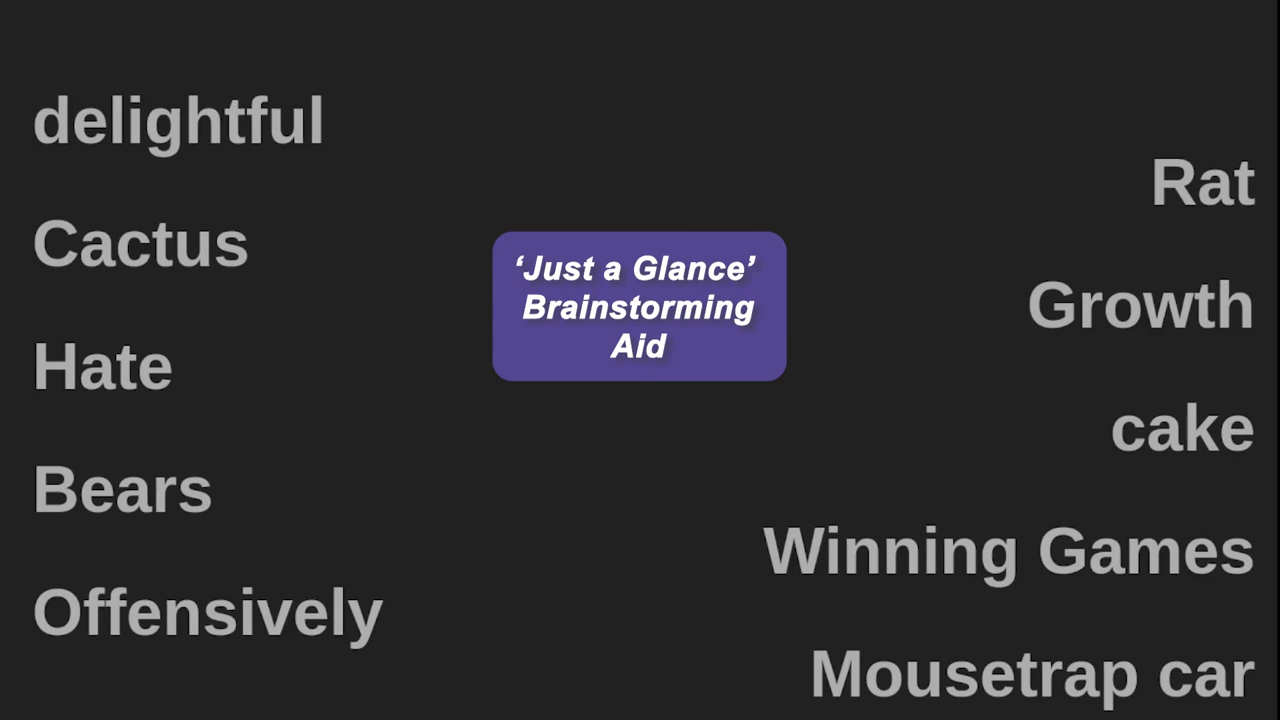 delightful
Cactus
Hate
Bears
Offensively
‘Just a Glance’
Brainstorming
Aid
Rat
Growth
cake
Winning Games
Mousetrap car